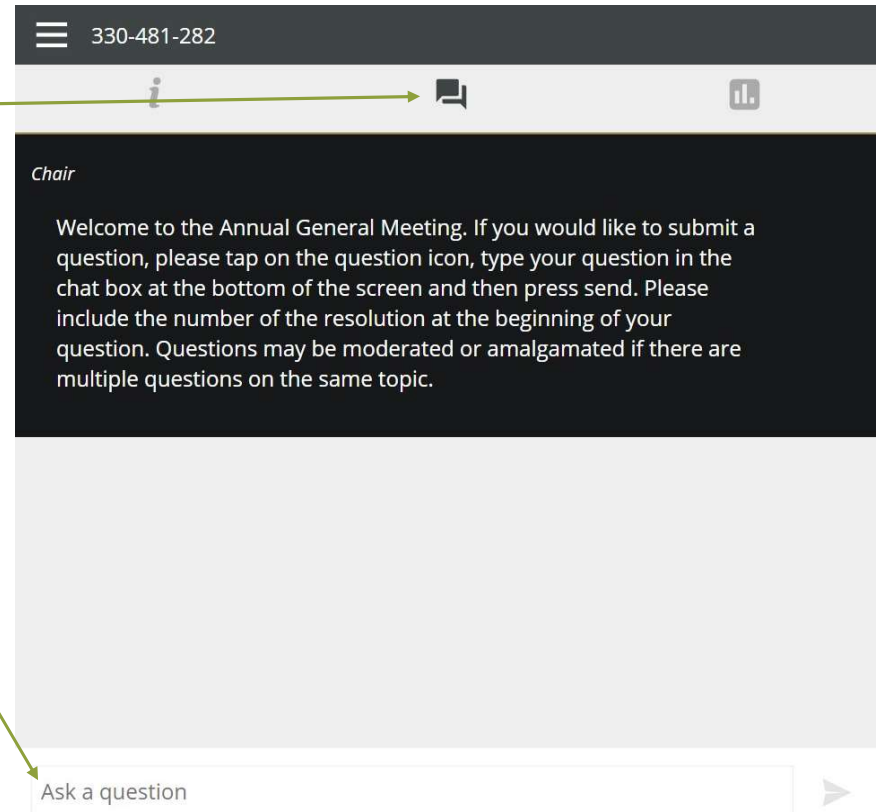 330-481-282
Chair
Welcome to the Annual General Meeting. If you would like to submit a
question, please tap on the question icon, type your question in the
chat box at the bottom of the screen and then press send. Please
include the number of the resolution at the beginning of your
question. Questions may be moderated or amalgamated if there are
multiple questions on the same topic.
Ask a question